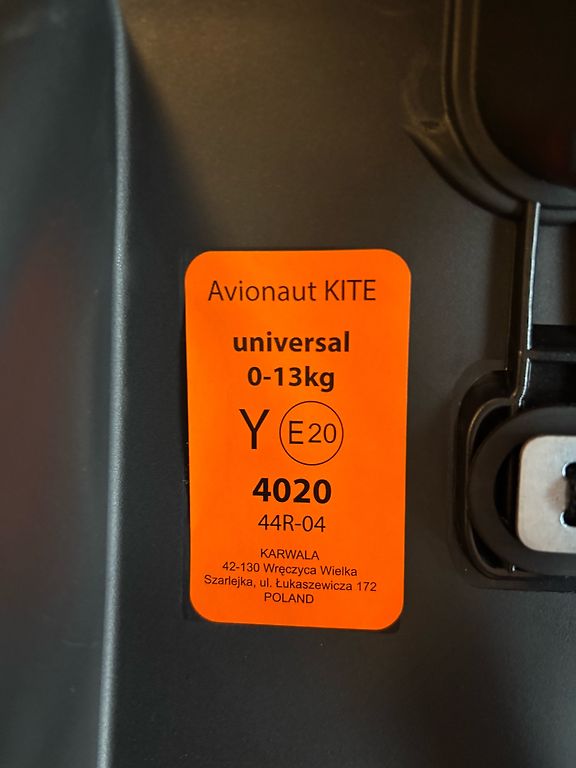 Avionaut KITE
universal
0-13kg
Y E20
4020
44R-04
KARWALA
42-130 Wręczyca Wielka
Szarlejka, ul. Łukaszewicza 172
POLAND